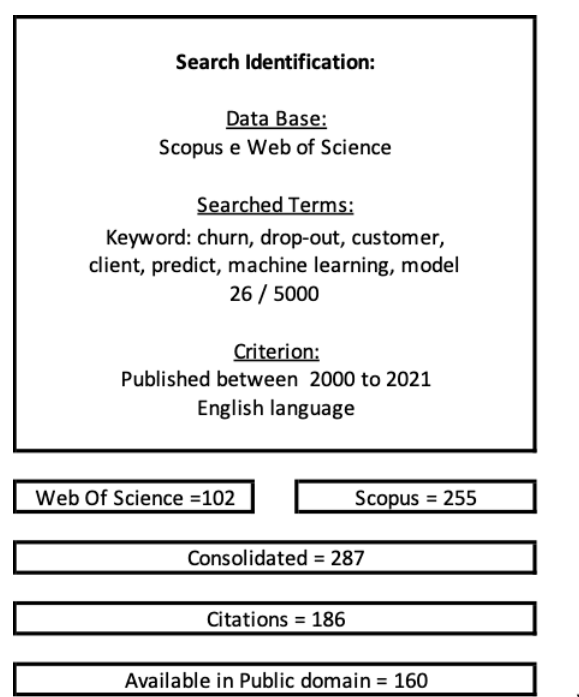 Search Identification:
Data Base:
Scopus e Web of Science
Searched Terms:
Keyword: churn, drop-out, customer,
client, predict, machine learning, model
26 / 5000
Criterion:
Published between  2000 to 2021
English language
Web Of Science =102
Scopus = 255
Consolidated = 287
Citations = 186
Available in Public domain = 160